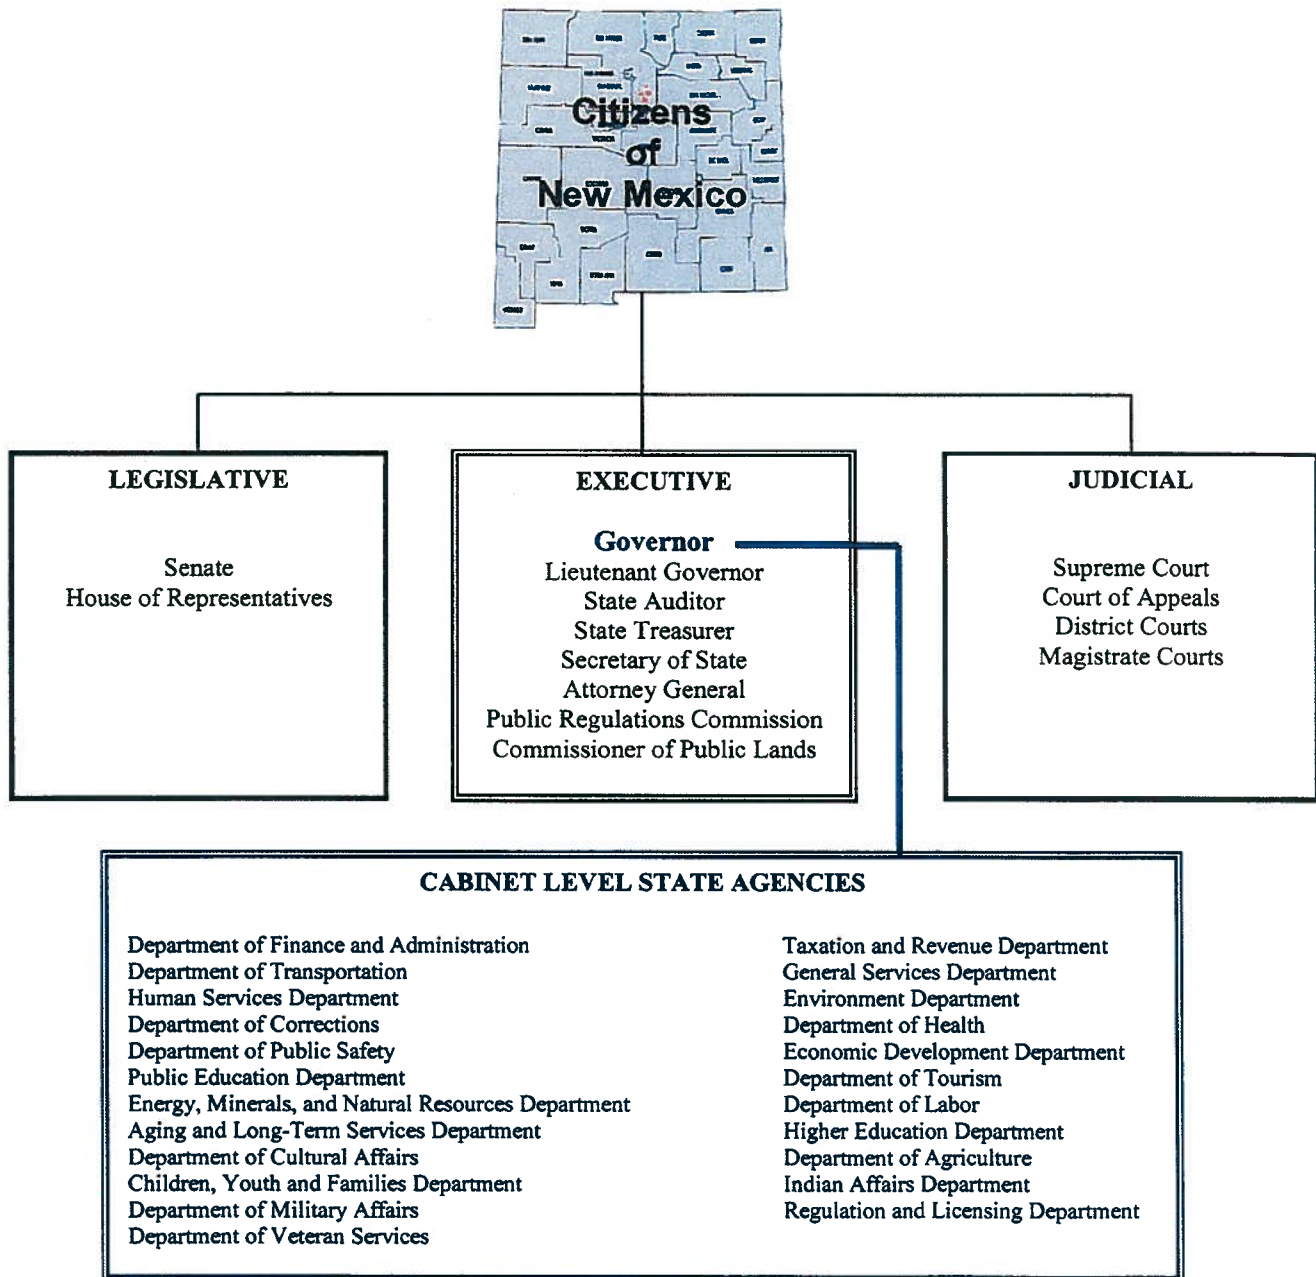 Citizens
of
New Mexico
LEGISLATIVE
Senate
House of Representatives
EXECUTIVE
Governor
Lieutenant Governor
State Auditor
State Treasurer
Secretary of State
Attorney General
Public Regulations Commission
Commissioner of Public Lands
JUDICIAL
Supreme Court
Court of Appeals
District Courts
Magistrate Courts
CABINET LEVEL STATE AGENCIES
Department of Finance and Administration
Department of Transportation
Human Services Department
Department of Corrections
Department of Public Safety
Public Education Department
Energy, Minerals, and Natural Resources Department
Aging and Long-Term Services Department
Department of Cultural Affairs
Children, Youth and Families Department
Department of Military Affairs
Department of Veteran Services
Taxation and Revenue Department
General Services Department
Environment Department
Department of Health
Economic Development Department
Department of Tourism
Department of Labor
Higher Education Department
Department of Agriculture
Indian Affairs Department
Regulation and Licensing Department